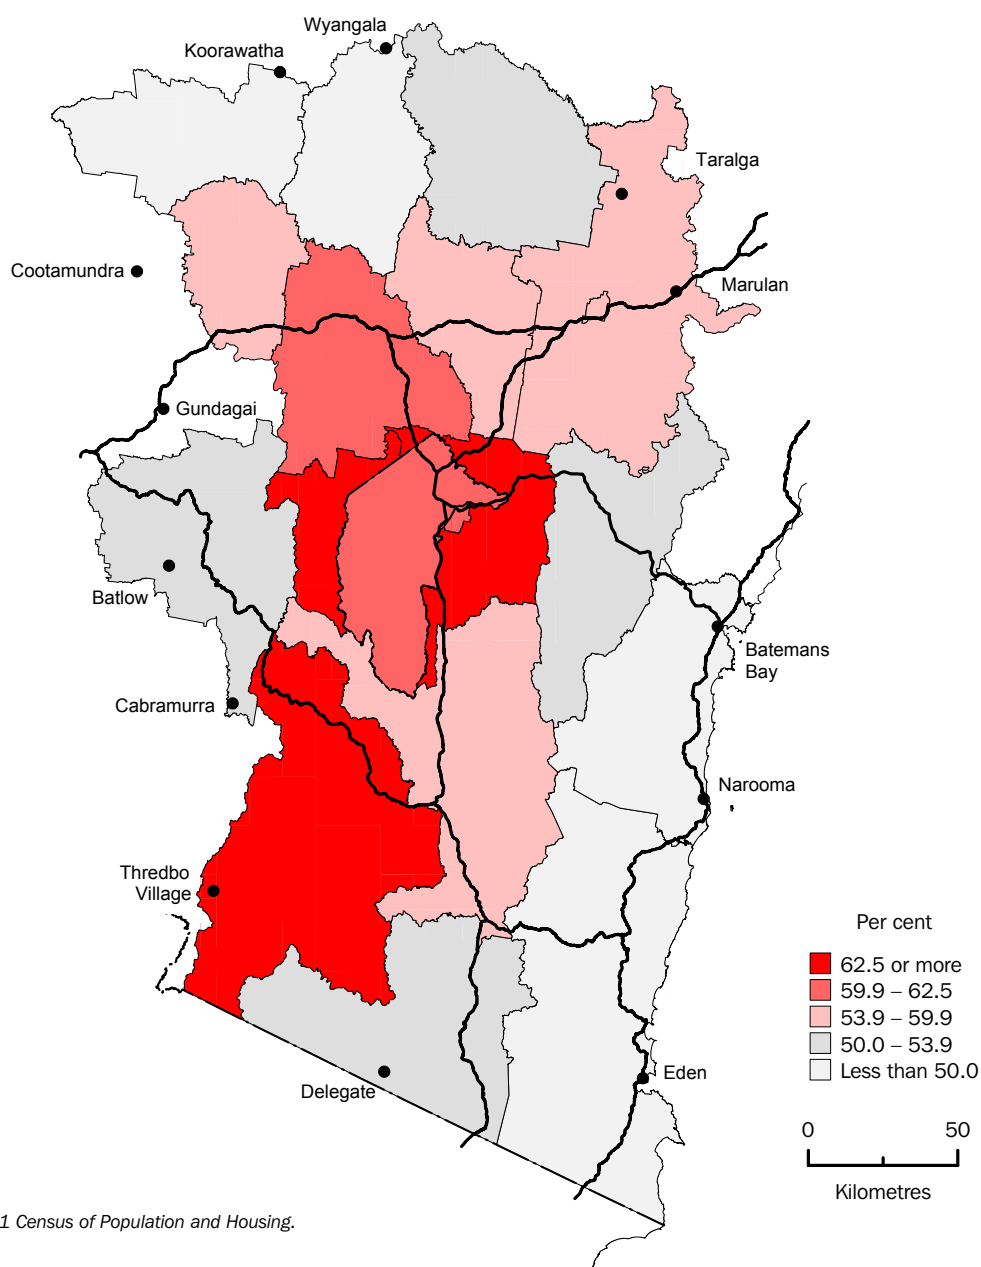 Wyangala
Koorawatha
Taralga
Cootamundra
Marulan
Gundagai
Batlow
Batemans
Bay
Cabramurra
Narooma
Thredbo
Village
Per cent
62.5 or more
59.9 – 62.5
53.9 – 59.9
50.0 – 53.9
Less than 50.0
Eden
Delegate
0 50
Kilometres
1 Census of Population and Housing.